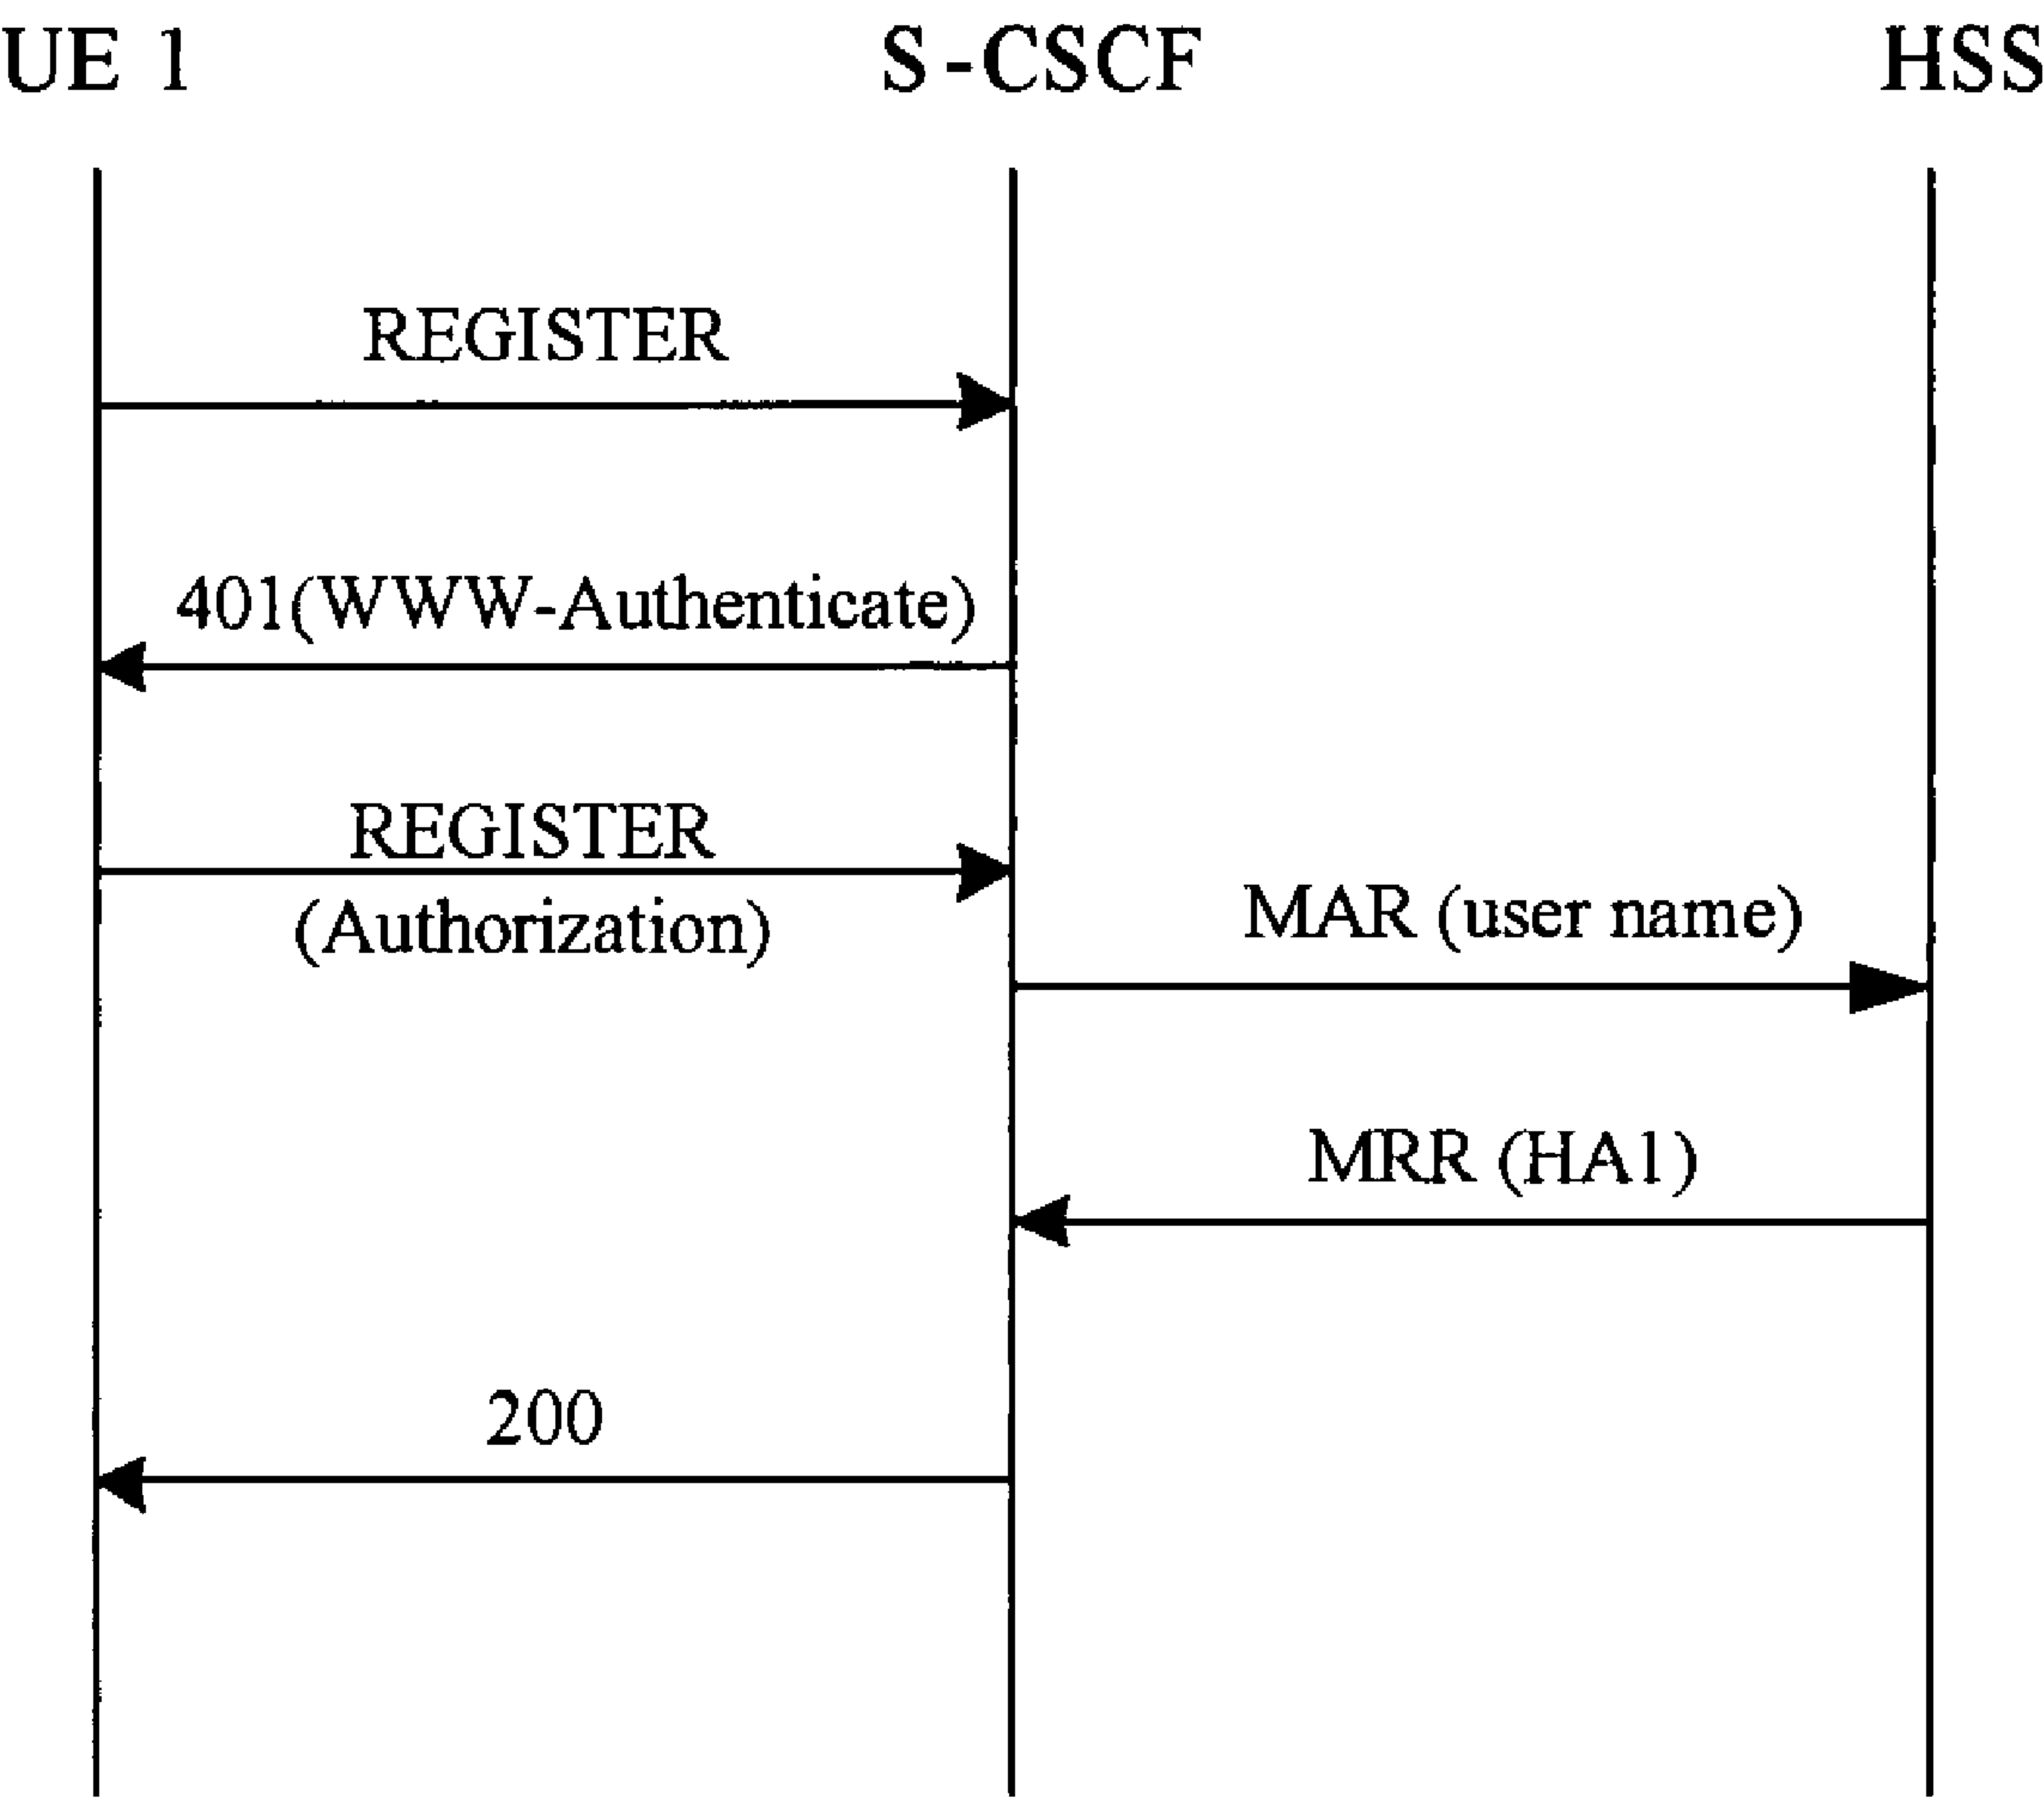 UE 1
S-CSCF
HSS
REGISTER
401(WWW-Authenticate)
REGISTER
(Authorization)
MAR (user name)
MRR (HA1)
200